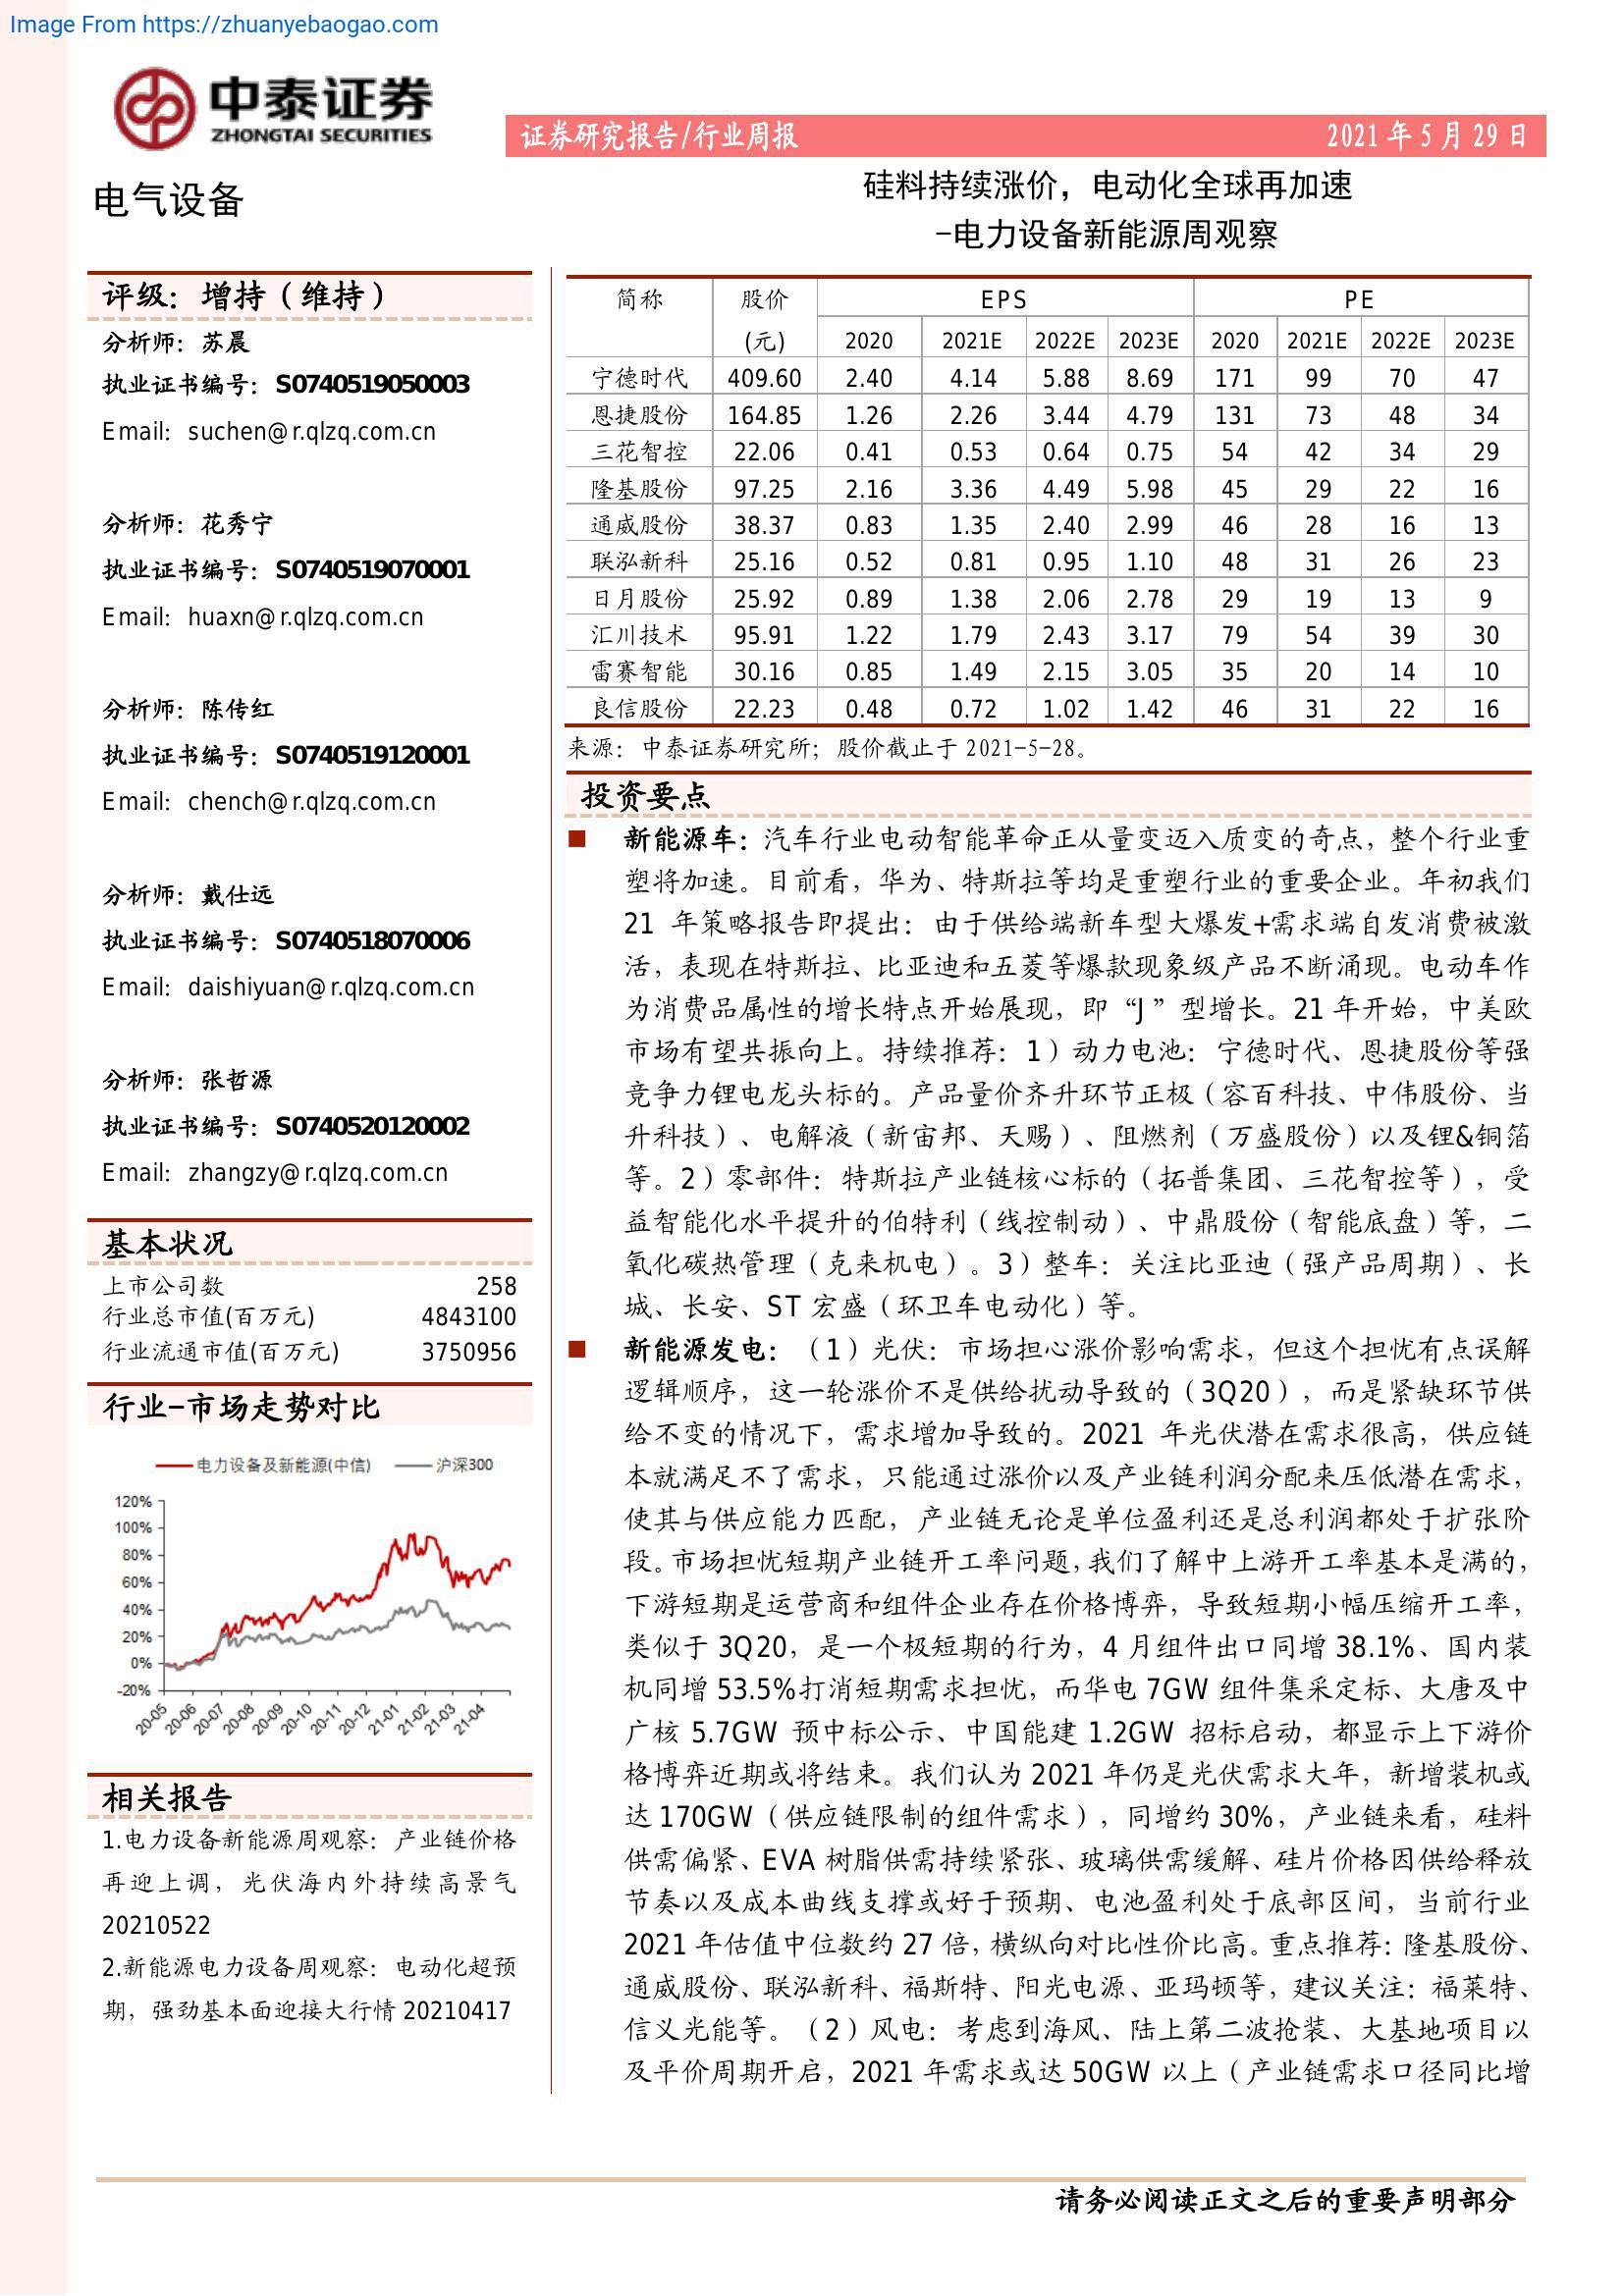 Image From https://zhuanyebaogao.com
中泰证券
ZHONGTAI SECURITIES
证券研究报告/行业周报 2021 年 5 月 29 日
电气设备
硅料持续涨价，电动化全球再加速
-电力设备新能源周观察
评级：增持（维持）
分析师：苏晨
执业证书编号：S0740519050003
Email：suchen@r.qlzq.com.cn
分析师：花秀宁
执业证书编号：S0740519070001
Email：huaxn@r.qlzq.com.cn
分析师：陈传红
执业证书编号：S0740519120001
Email：chench@r.qlzq.com.cn
分析师：戴仕远
执业证书编号：S0740518070006
Email：daishiyuan@r.qlzq.com.cn
分析师：张哲源
执业证书编号：S0740520120002
Email：zhangzy@r.qlzq.com.cn
基本状况
上市公司数 258
行业总市值(百万元) 4843100
行业流通市值(百万元) 3750956
行业-市场走势对比
电力设备及新能源(中信) 沪深300
120%
100%
80%
60%
40%
20%
0%
-20%
20-05 20-06 20-07 20-08 20-09 20-10 20-11 20-12 21-01 21-02 21-03 21-04
相关报告
1.电力设备新能源周观察：产业链价格
再迎上调，光伏海内外持续高景气
20210522
2.新能源电力设备周观察：电动化超预
期，强劲基本面迎接大行情 20210417
简称 股价 EPS PE
(元) 2020 2021E 2022E 2023E 2020 2021E 2022E 2023E
宁德时代 409.60 2.40 4.14 5.88 8.69 171 99 70 47
恩捷股份 164.85 1.26 2.26 3.44 4.79 131 73 48 34
三花智控 22.06 0.41 0.53 0.64 0.75 54 42 34 29
隆基股份 97.25 2.16 3.36 4.49 5.98 45 29 22 16
通威股份 38.37 0.83 1.35 2.40 2.99 46 28 16 13
联泓新科 25.16 0.52 0.81 0.95 1.10 48 31 26 23
日月股份 25.92 0.89 1.38 2.06 2.78 29 19 13 9
汇川技术 95.91 1.22 1.79 2.43 3.17 79 54 39 30
雷赛智能 30.16 0.85 1.49 2.15 3.05 35 20 14 10
良信股份 22.23 0.48 0.72 1.02 1.42 46 31 22 16
来源：中泰证券研究所；股价截止于 2021-5-28。
投资要点
■ 新能源车：汽车行业电动智能革命正从量变迈入质变的奇点，整个行业重
塑将加速。目前看，华为、特斯拉等均是重塑行业的重要企业。年初我们
21 年策略报告即提出：由于供给端新车型大爆发+需求端自发消费被激
活，表现在特斯拉、比亚迪和五菱等爆款现象级产品不断涌现。电动车作
为消费品属性的增长特点开始展现，即“J”型增长。21 年开始，中美欧
市场有望共振向上。持续推荐：1）动力电池：宁德时代、恩捷股份等强
竞争力锂电龙头标的。产品量价齐升环节正极（容百科技、中伟股份、当
升科技）、电解液（新宙邦、天赐）、阻燃剂（万盛股份）以及锂&铜箔
等。2）零部件：特斯拉产业链核心标的（拓普集团、三花智控等），受
益智能化水平提升的伯特利（线控制动）、中鼎股份（智能底盘）等，二
氧化碳热管理（克来机电）。3）整车：关注比亚迪（强产品周期）、长
城、长安、ST 宏盛（环卫车电动化）等。
■ 新能源发电：（1）光伏：市场担心涨价影响需求，但这个担忧有点误解
逻辑顺序，这一轮涨价不是供给扰动导致的（3Q20），而是紧缺环节供
给不变的情况下，需求增加导致的。2021 年光伏潜在需求很高，供应链
本就满足不了需求，只能通过涨价以及产业链利润分配来压低潜在需求，
使其与供应能力匹配，产业链无论是单位盈利还是总利润都处于扩张阶
段。市场担忧短期产业链开工率问题，我们了解中上游开工率基本是满的，
下游短期是运营商和组件企业存在价格博弈，导致短期小幅压缩开工率，
类似于 3Q20，是一个极短期的行为，4 月组件出口同增 38.1%、国内装
机同增 53.5%打消短期需求担忧，而华电 7GW 组件集采定标、大唐及中
广核 5.7GW 预中标公示、中国能建 1.2GW 招标启动，都显示上下游价
格博弈近期或将结束。我们认为 2021 年仍是光伏需求大年，新增装机或
达 170GW（供应链限制的组件需求），同增约 30%，产业链来看，硅料
供需偏紧、EVA 树脂供需持续紧张、玻璃供需缓解、硅片价格因供给释放
节奏以及成本曲线支撑或好于预期、电池盈利处于底部区间，当前行业
2021 年估值中位数约 27 倍，横纵向对比性价比高。重点推荐：隆基股份、
通威股份、联泓新科、福斯特、阳光电源、亚玛顿等，建议关注：福莱特、
信义光能等。（2）风电：考虑到海风、陆上第二波抢装、大基地项目以
及平价周期开启，2021 年需求或达 50GW 以上（产业链需求口径同比增
请务必阅读正文之后的重要声明部分